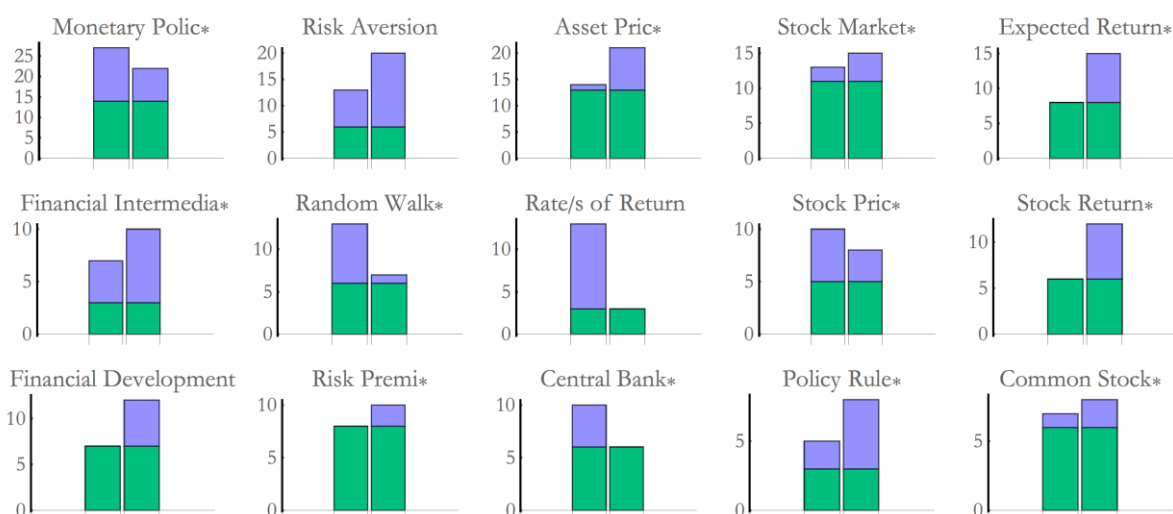 Monetary Polic* Risk Aversion Asset Pric* Stock Market* Expected Return*
25 20 20 15 15
20 15 15 10 10
15 10 10 5 5
10 5 5 0 0
5 0 0
0
Financial Intermedia* Random Walk* Rate/s of Return Stock Pric* Stock Return*
10 10 10 10 10
5 5 5 5 5
0 0 0 0 0
Financial Development Risk Premi* Central Bank* Policy Rule* Common Stock*
10 10 10 5 5
5 5 5 0 0
0 0 0